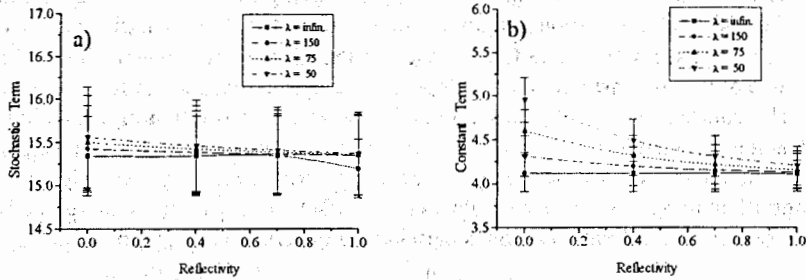 a)
17.0
16.5
16.0
15.5
15.0
14.5
Stochastic Term
λ = infin.
λ = 150
λ = 75
λ = 50
0.0 0.2 0.4 0.6 0.8 1.0
Reflectivity
b)
6.0
5.5
5.0
4.5
4.0
3.5
Constant Term
λ = infin.
λ = 150
λ = 75
λ = 50
0.0 0.2 0.4 0.6 0.8 1.0
Reflectivity